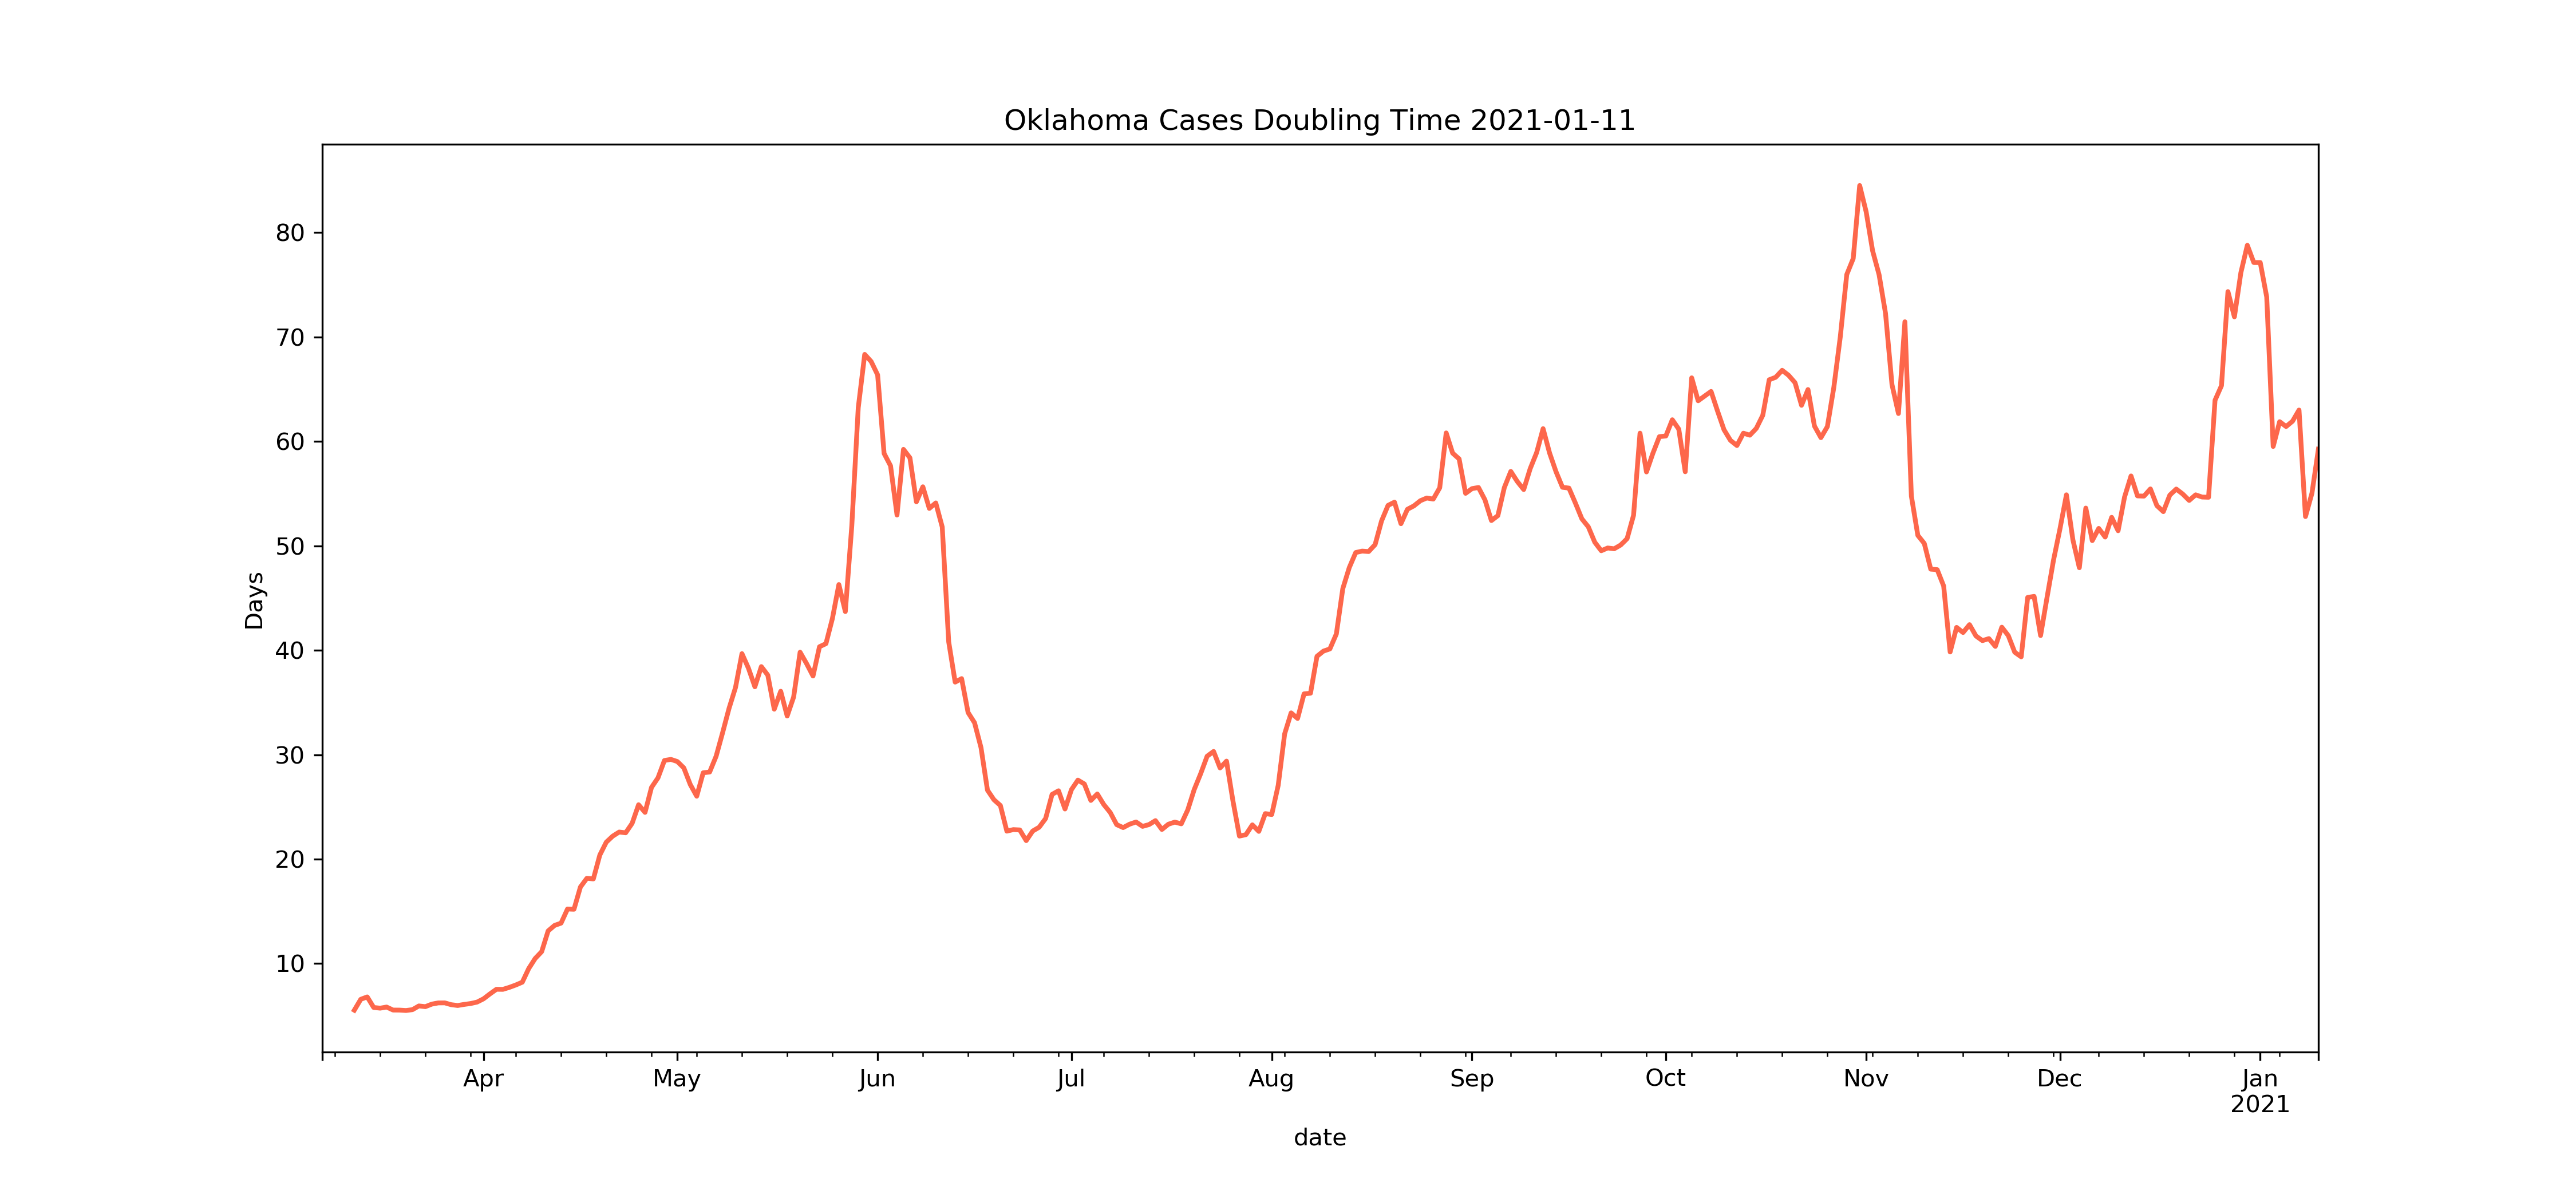 Oklahoma Cases Doubling Time 2021-01-11
80
70
60
50
40
30
20
10
Days
Apr May Jun Jul Aug Sep Oct Nov Dec Jan
2021
date